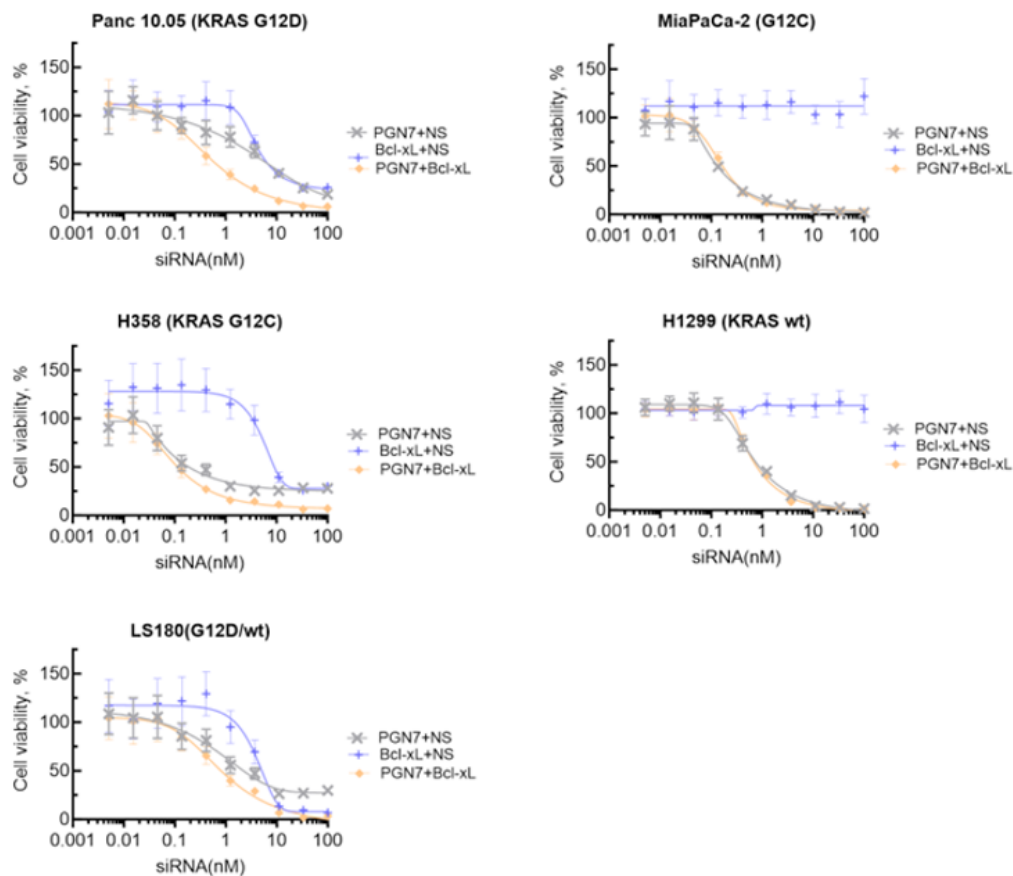 Panc 10.05 (KRAS G12D)
Cell viability, %
150
100
50
0
0.001 0.01 0.1 1 10 100
siRNA(nM)
PGN7+NS
Bcl-xL+NS
PGN7+Bcl-xL
MiaPaCa-2 (G12C)
Cell viability, %
150
100
50
0
0.001 0.01 0.1 1 10 100
siRNA(nM)
PGN7+NS
Bcl-xL+NS
PGN7+Bcl-xL
H358 (KRAS G12C)
Cell viability, %
150
100
50
0
0.001 0.01 0.1 1 10 100
siRNA(nM)
PGN7+NS
Bcl-xL+NS
PGN7+Bcl-xL
H1299 (KRAS wt)
Cell viability, %
150
100
50
0
0.001 0.01 0.1 1 10 100
siRNA(nM)
PGN7+NS
Bcl-xL+NS
PGN7+Bcl-xL
LS180(G12D/wt)
Cell viability, %
150
100
50
0
0.001 0.01 0.1 1 10 100
siRNA(nM)
PGN7+NS
Bcl-xL+NS
PGN7+Bcl-xL